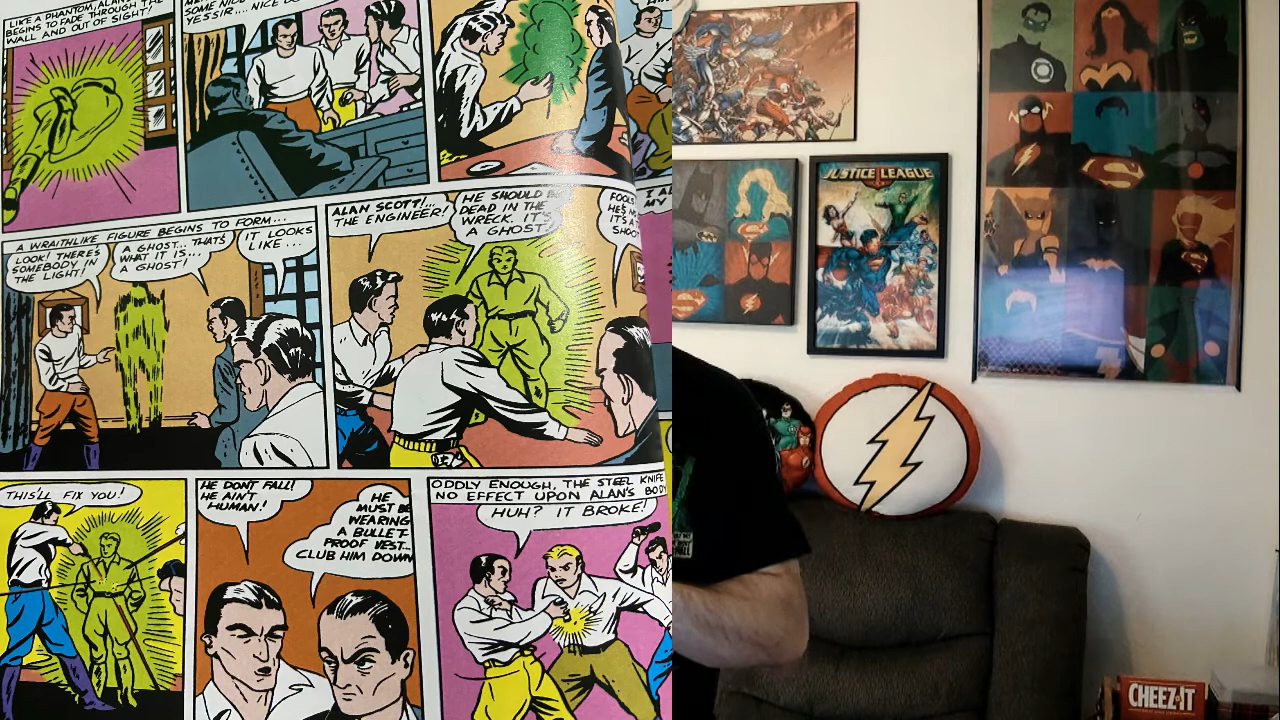 LIKE A PHANTOM, ALAN
BEGINS TO FADE THROUGH THE
WALL AND OUT OF SIGHT!
YESSIR.... NICE
A WRAITHLIKE FIGURE BEGINS TO FORM...
LOOK! THERE'S
SOMEBODY IN
THE LIGHT!
A GHOST... THAT'S
WHAT IT IS...
A GHOST!
IT LOOKS
LIKE ...
ALAN SCOTT!...
THE ENGINEER!
HE SHOULD BE
DEAD IN THE
WRECK. IT'S
A GHOST.
FOOLS
HE'S
IT'S A
SHOOT
MY
THIS'LL FIX YOU!
HE DON'T FALL!
HE AIN'T
HUMAN!
HE
MUST BE
WEARING
A BULLET
PROOF VEST...
CLUB HIM DOWN
ODDLY ENOUGH, THE STEEL KNIFE
NO EFFECT UPON ALAN'S BODY
HUH? IT BROKE!
JUSTICE LEAGUE
CHEEZ-IT